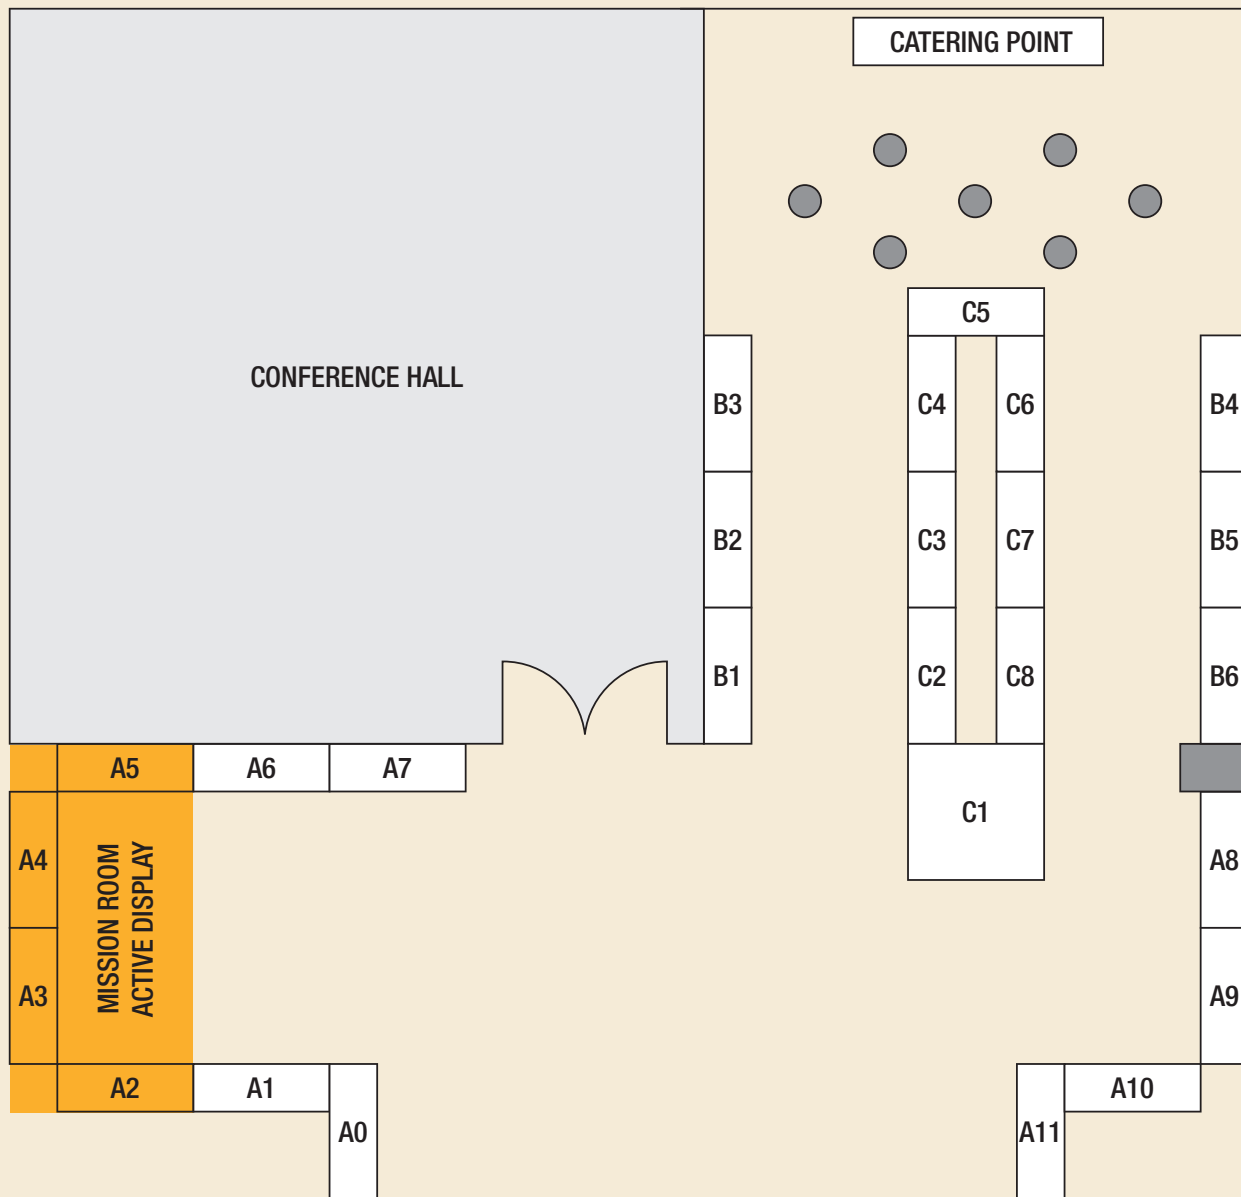 CATERING POINT
C5
CONFERENCE HALL
B3
C4
C6
B4
B2
C3
C7
B5
B1
C2
C8
B6
A5
A6
A7
C1
A4
MISSION ROOM
ACTIVE DISPLAY
A8
A3
A9
A2
A1
A10
A0
A11